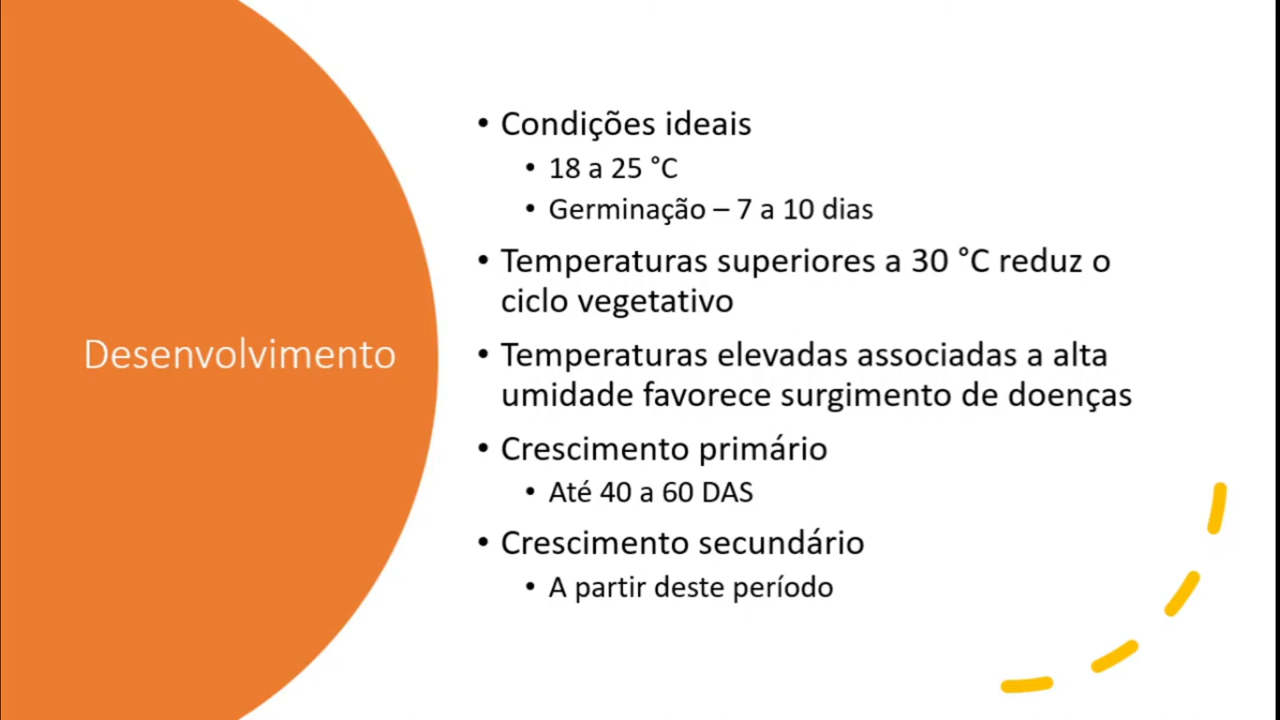 Desenvolvimento
• Condições ideais
• 18 a 25 °C
• Germinação – 7 a 10 dias
• Temperaturas superiores a 30 °C reduz o
ciclo vegetativo
• Temperaturas elevadas associadas a alta
umidade favorece surgimento de doenças
• Crescimento primário
• Até 40 a 60 DAS
• Crescimento secundário
• A partir deste período